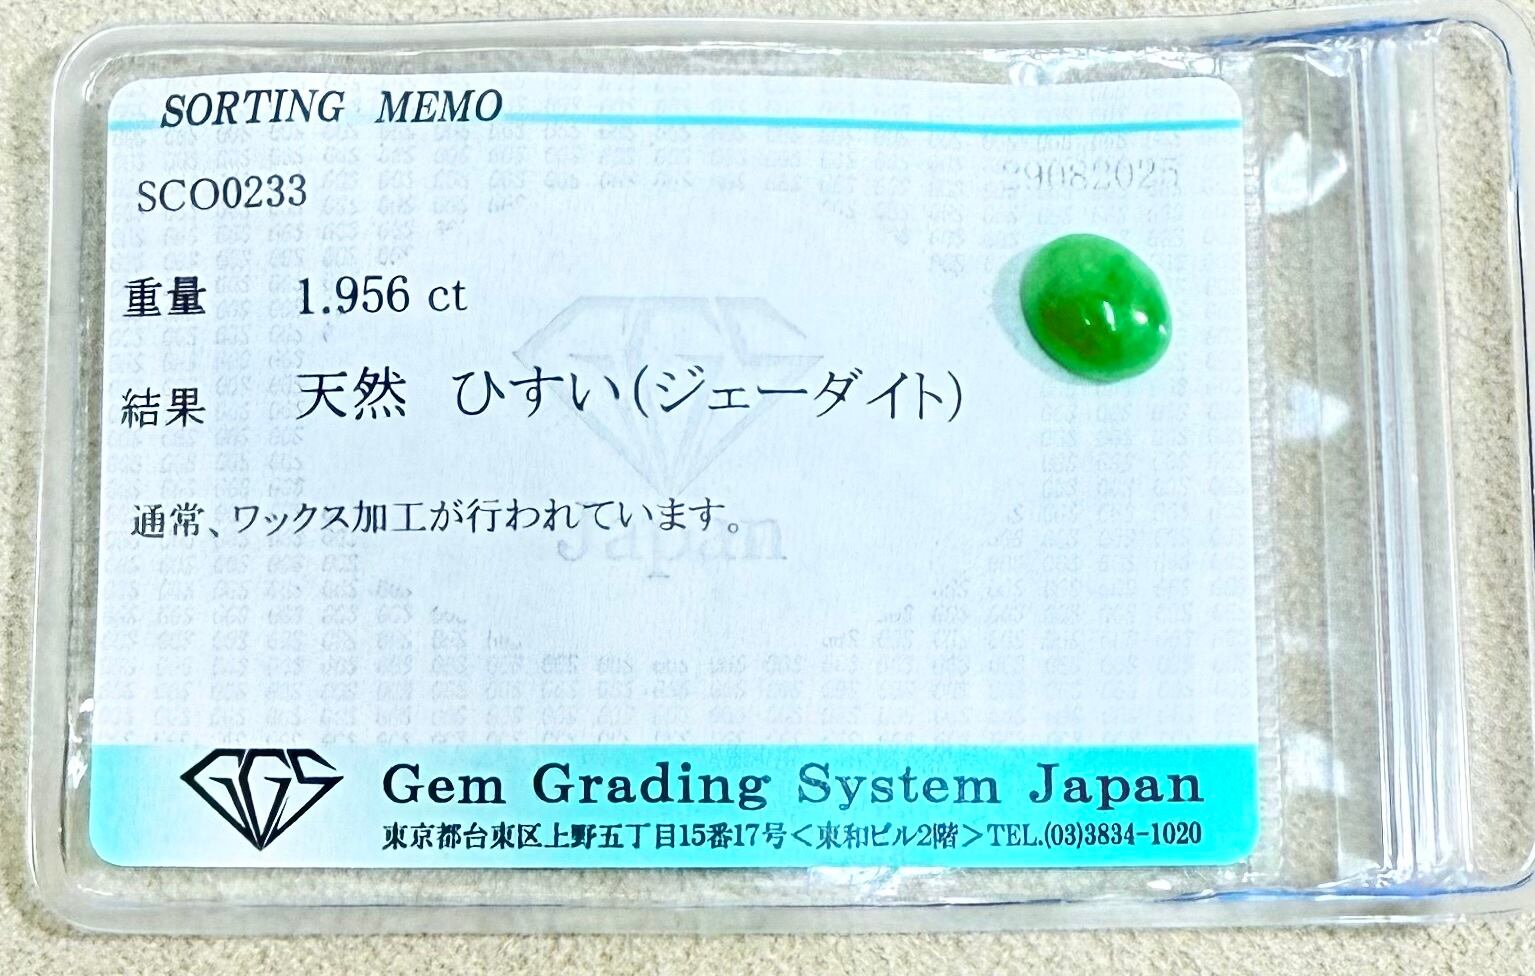 SORTING MEMO
SCO0233
29082025
重量 1.956 ct
結果 天然 ひすい(ジェーダイト)
通常、ワックス加工が行われています。
Japan
GGS Gem Grading System Japan
東京都台東区上野五丁目15番17号<東和ビル2階>TEL.(03)3834-1020